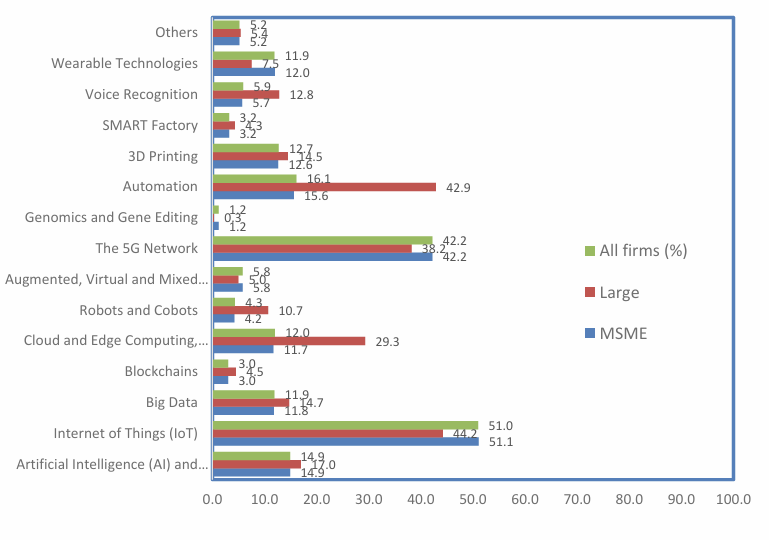 Others
5.2
5.4
5.2
Wearable Technologies
11.9
7.5
12.0
Voice Recognition
5.9
12.8
5.7
SMART Factory
3.2
4.3
3.2
3D Printing
12.7
14.5
12.6
Automation
16.1
42.9
15.6
Genomics and Gene Editing
1.2
0.3
1.2
The 5G Network
42.2
38.2
42.2
Augmented, Virtual and Mixed...
5.8
5.0
5.8
Robots and Cobots
4.3
10.7
4.2
Cloud and Edge Computing,...
12.0
29.3
11.7
Blockchains
3.0
4.5
3.0
Big Data
11.9
14.7
11.8
Internet of Things (IoT)
51.0
44.2
51.1
Artificial Intelligence (AI) and...
14.9
17.0
14.9
0.0 10.0 20.0 30.0 40.0 50.0 60.0 70.0 80.0 90.0 100.0
All firms (%)
Large
MSME